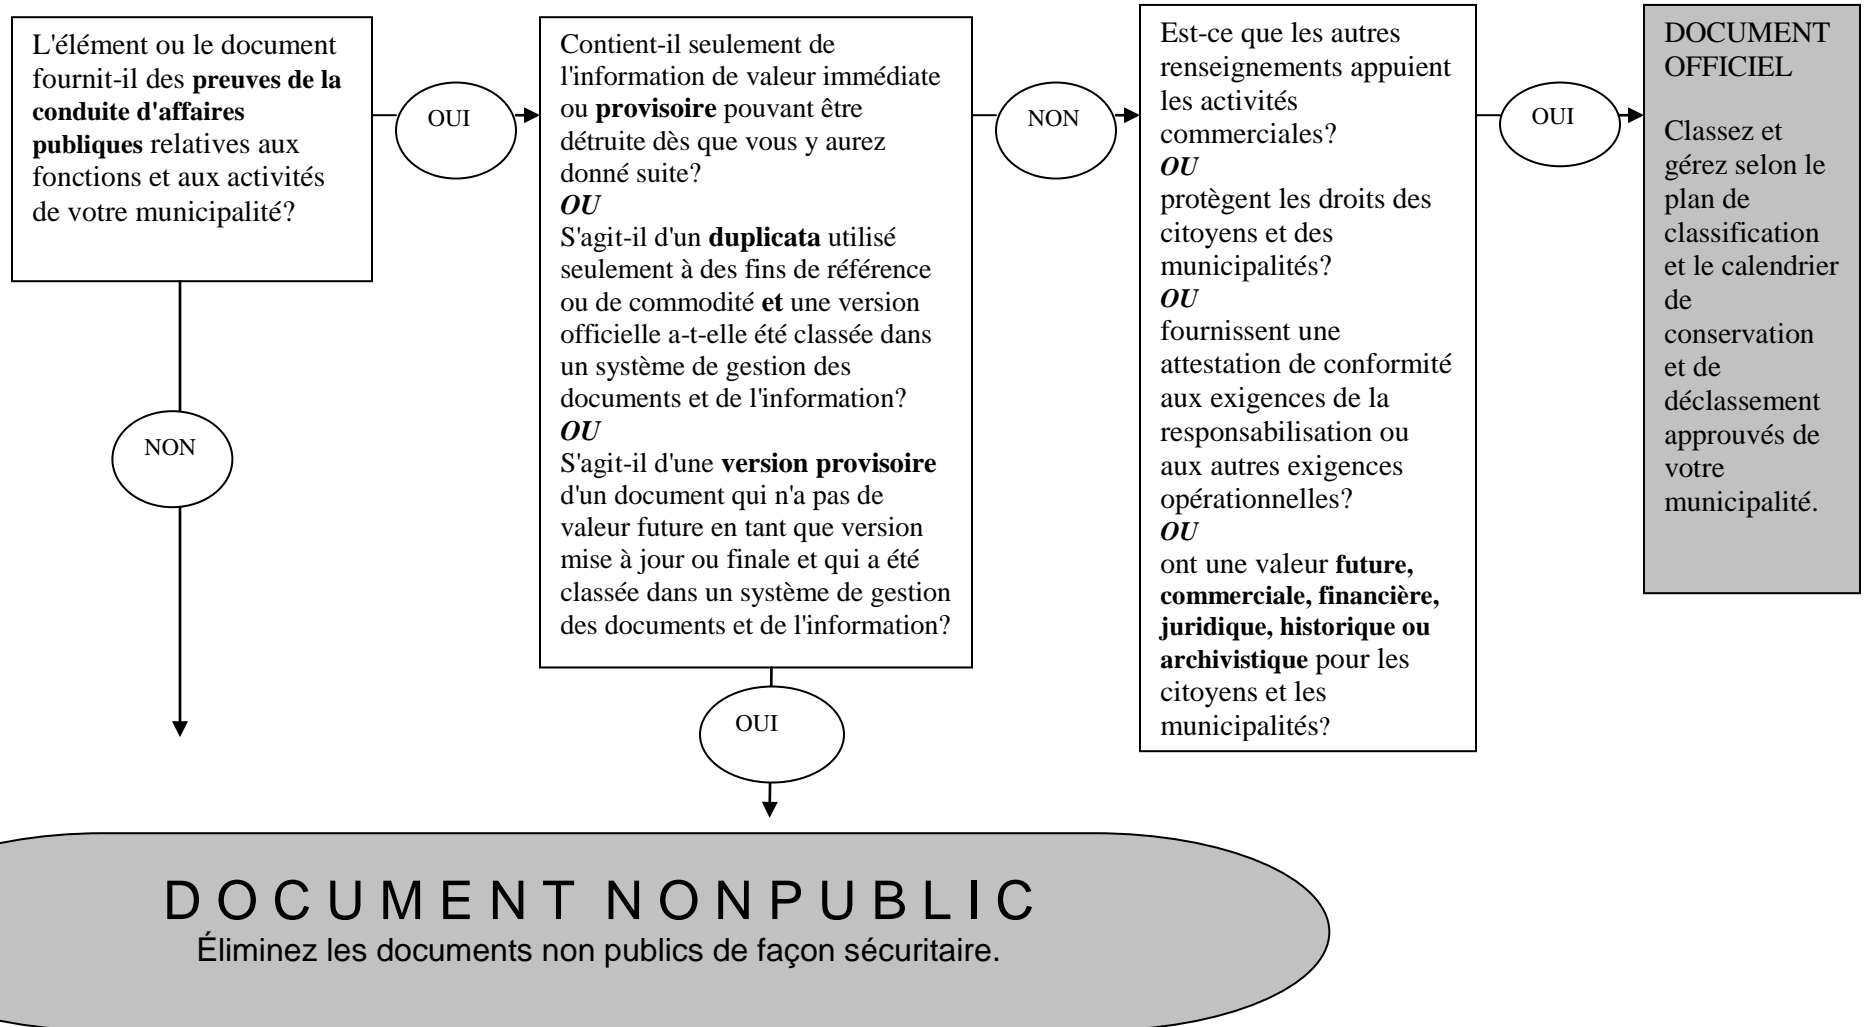 L'élément ou le document
fournit-il des preuves de la
conduite d'affaires
publiques relatives aux
fonctions et aux activités
de votre municipalité?
OUI
NON
Contient-il seulement de
l'information de valeur immédiate
ou provisoire pouvant être
détruite dès que vous y aurez
donné suite?
OU
S'agit-il d'un duplicata utilisé
seulement à des fins de référence
ou de commodité et une version
officielle a-t-elle été classée dans
un système de gestion des
documents et de l'information?
OU
S'agit-il d'une version provisoire
d'un document qui n'a pas de
valeur future en tant que version
mise à jour ou finale et qui a été
classée dans un système de gestion
des documents et de l'information?
NON
OUI
Est-ce que les autres
renseignements appuient
les activités
commerciales?
OU
protègent les droits des
citoyens et des
municipalités?
OU
fournissent une
attestation de conformité
aux exigences de la
responsabilisation ou
aux autres exigences
opérationnelles?
OU
ont une valeur future,
commerciale, financière,
juridique, historique ou
archivistique pour les
citoyens et les
municipalités?
OUI
DOCUMENT
OFFICIEL
Classez et
gérez selon le
plan de
classification
et le calendrier
de
conservation
et de
déclassement
approuvés de
votre
municipalité.
DOCUMENT NONPUBLIC
Éliminez les documents non publics de façon sécuritaire.